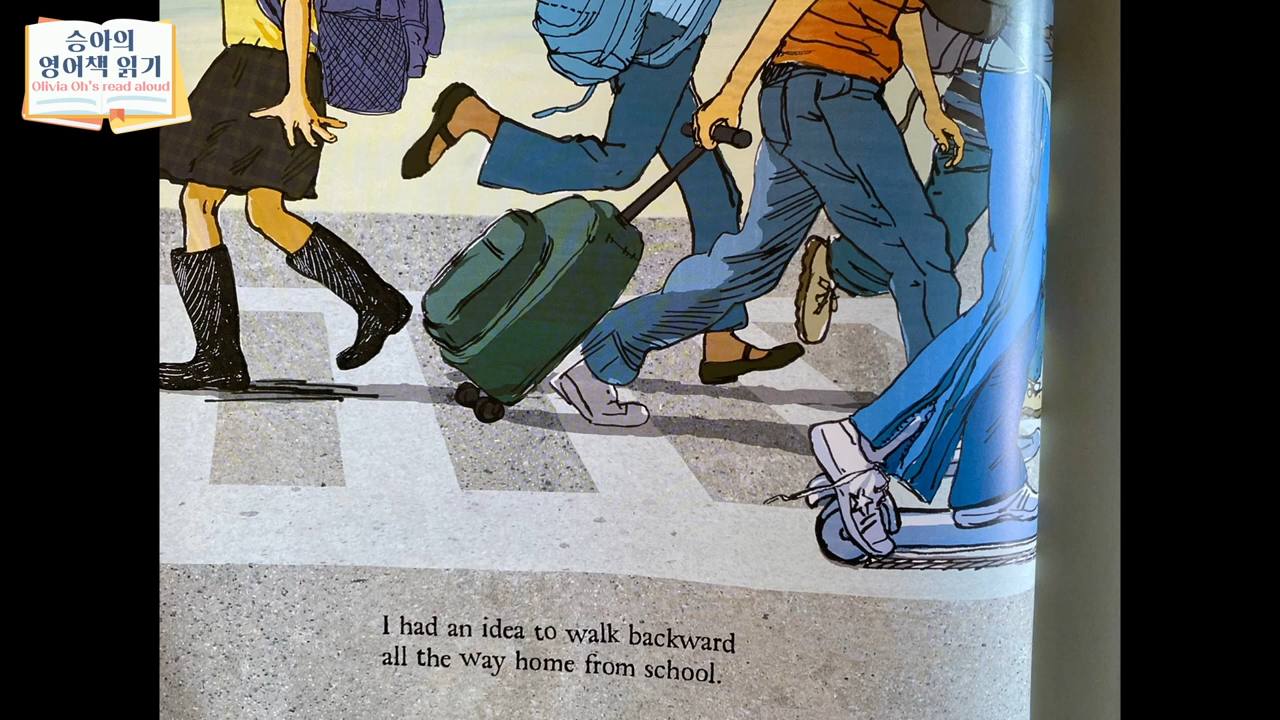 승아의
영어책 읽기
Olivia Oh's read aloud
I had an idea to walk backward
all the way home from school.